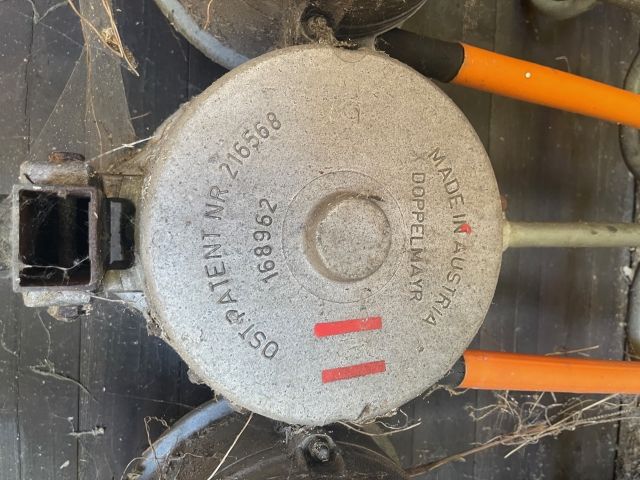 OST-PATENT NR 216568
168962
DOPPELMAYR
MADE IN AUSTRIA